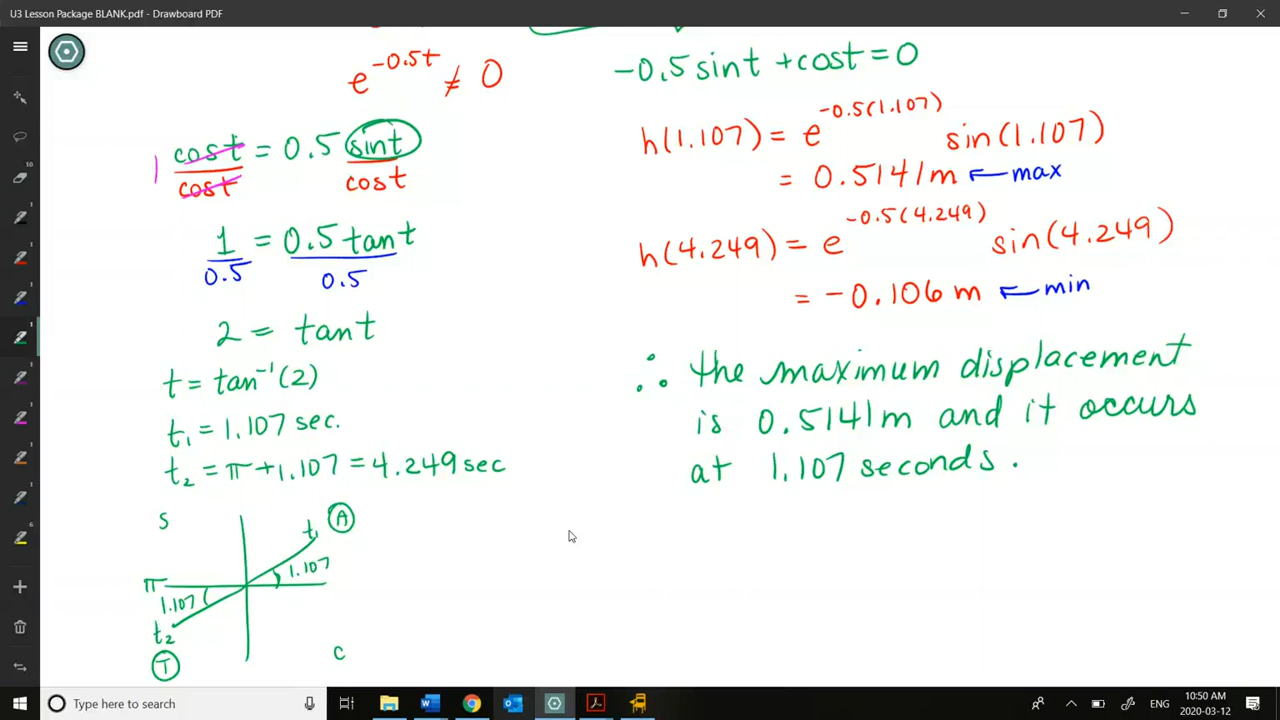 U3 Lesson Package BLANK.pdf - Drawboard PDF
e^{-0.5t} ≠ 0
1 cost/cost = 0.5 sint/cost
1/0.5 = 0.5 tant/0.5
2 = tant
t = tan⁻¹(2)
t₁ = 1.107 sec.
t₂ = π + 1.107 = 4.249 sec
S
A
t₁
1.107
π
1.107
t₂
T
C
-0.5 sint + cost = 0
h(1.107) = e^{-0.5(1.107)} sin(1.107)
= 0.5141 m ← max
h(4.249) = e^{-0.5(4.249)} sin(4.249)
= -0.106 m ← min
∴ the maximum displacement
is 0.5141 m and it occurs
at 1.107 seconds.
Type here to search
10:50 AM
2020-03-12